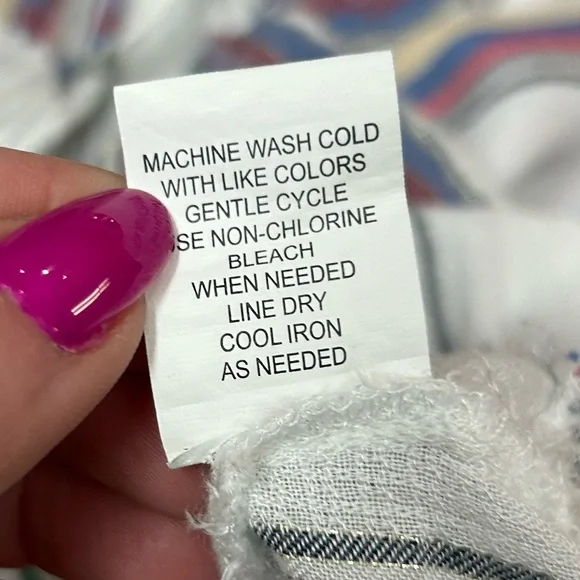 MACHINE WASH COLD
WITH LIKE COLORS
GENTLE CYCLE
USE NON-CHLORINE
BLEACH
WHEN NEEDED
LINE DRY
COOL IRON
AS NEEDED